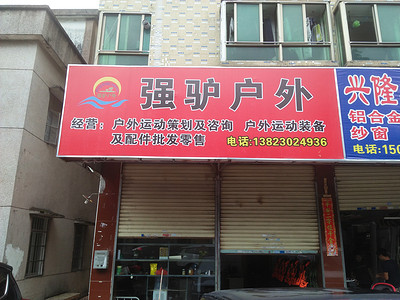 强驴户外
经营：户外运动策划及咨询 户外运动装备
及配件批发零售 电话:13823024936
兴隆
铝合金
纱窗
电话:150